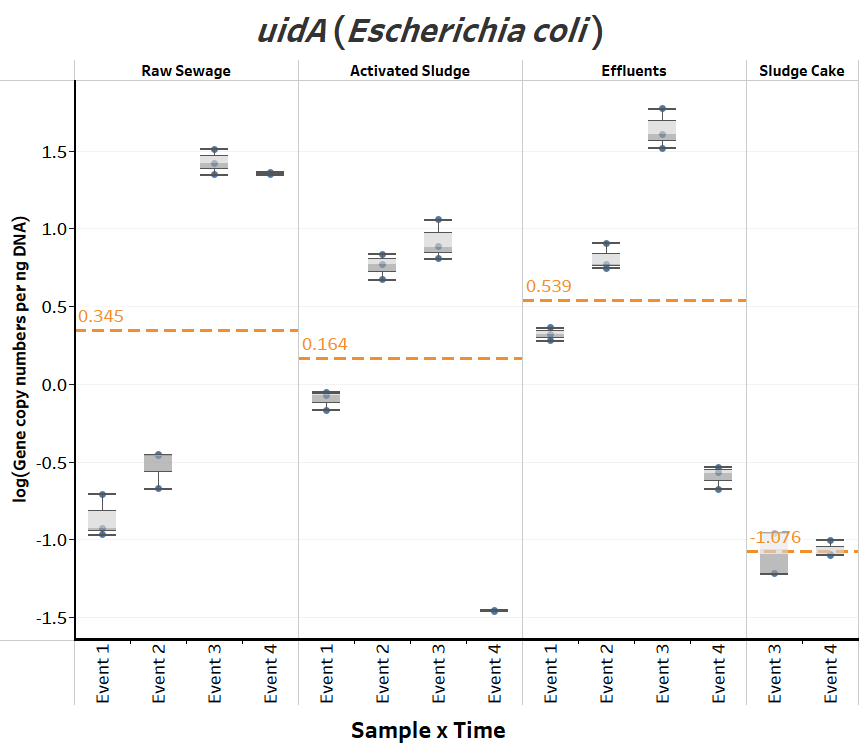 uidA (Escherichia coli)
Raw Sewage Activated Sludge Effluents Sludge Cake
log(Gene copy numbers per ng DNA)
1.5
1.0
0.5
0.0
-0.5
-1.0
-1.5
0.345
0.164
0.539
-1.076
Event 1 Event 2 Event 3 Event 4 Event 1 Event 2 Event 3 Event 4 Event 1 Event 2 Event 3 Event 4 Event 3 Event 4
Sample x Time